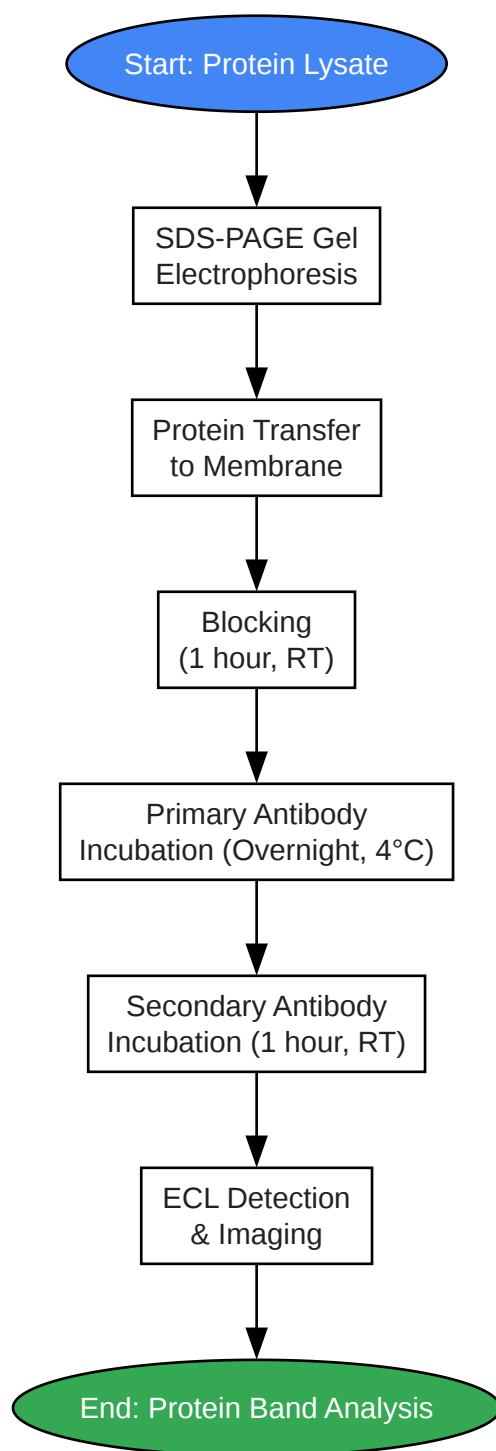 Start: Protein Lysate
SDS-PAGE Gel
Electrophoresis
Protein Transfer
to Membrane
Blocking
(1 hour, RT)
Primary Antibody
Incubation (Overnight, 4°C)
Secondary Antibody
Incubation (1 hour, RT)
ECL Detection
& Imaging
End: Protein Band Analysis